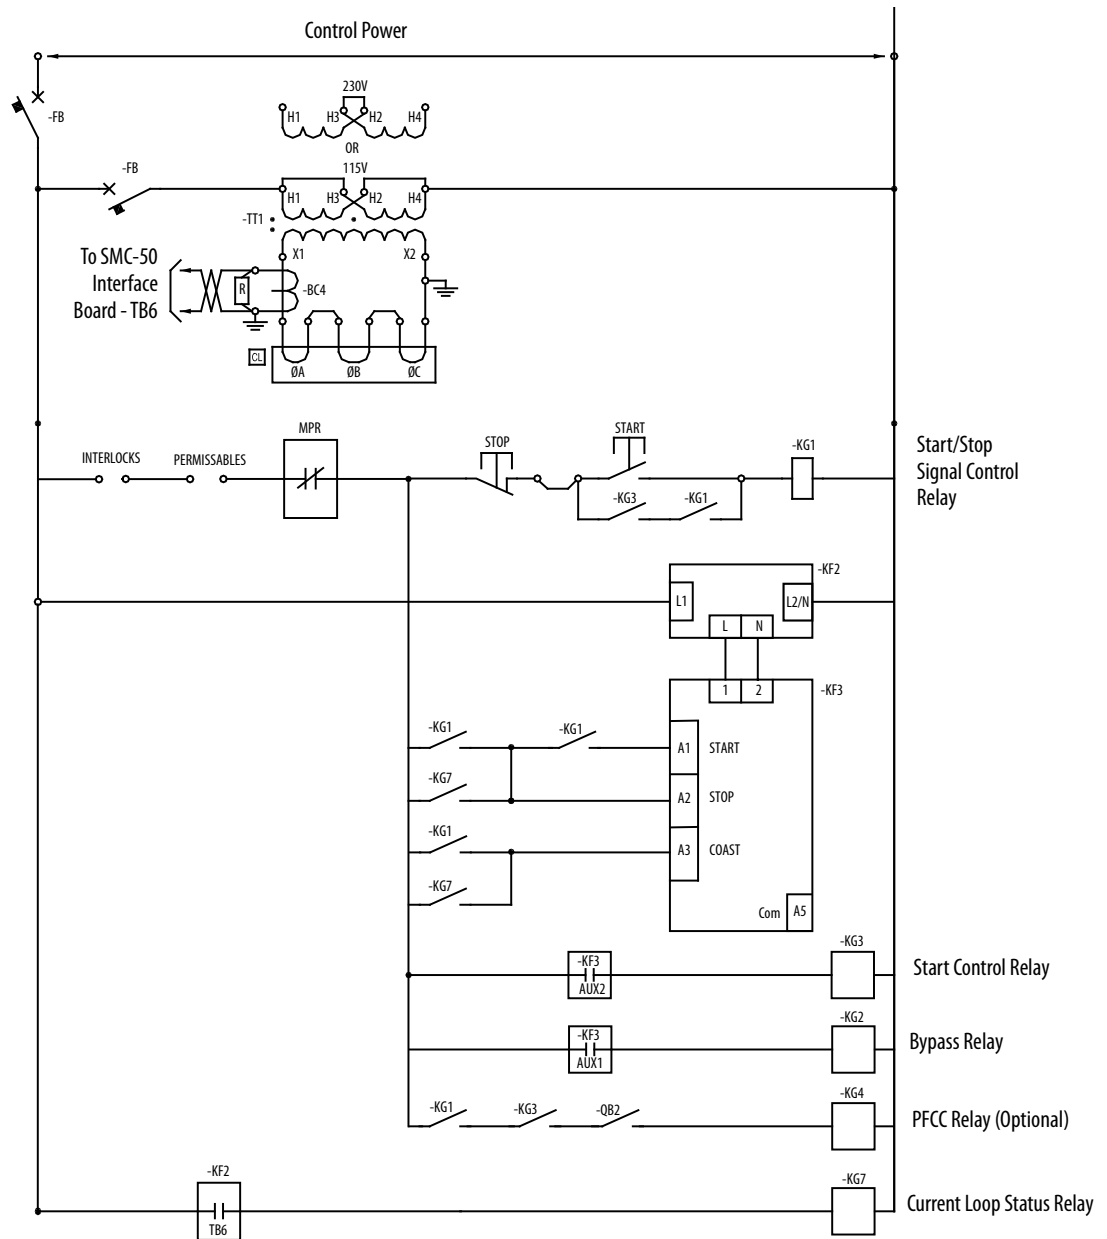 Control Power
-FB
230V
H1 H3 H2 H4
OR
-FB
115V
H1 H3 H2 H4
-TT1
X1 X2
To SMC-50
Interface
Board - TB6
R
-BC4
CL
ØA ØB ØC
INTERLOCKS
PERMISSABLES
MPR
STOP
START
-KG3
-KG1
-KG1
Start/Stop
Signal Control
Relay
-KF2
L1
L2/N
L N
1 2
-KF3
-KG1
-KG1
A1 START
-KG7
A2 STOP
-KG1
A3 COAST
-KG7
Com A5
-KF3
AUX2
-KG3
Start Control Relay
-KF3
AUX1
-KG2
Bypass Relay
-KG1
-KG3
-QB2
-KG4
PFCC Relay (Optional)
-KF2
TB6
-KG7
Current Loop Status Relay